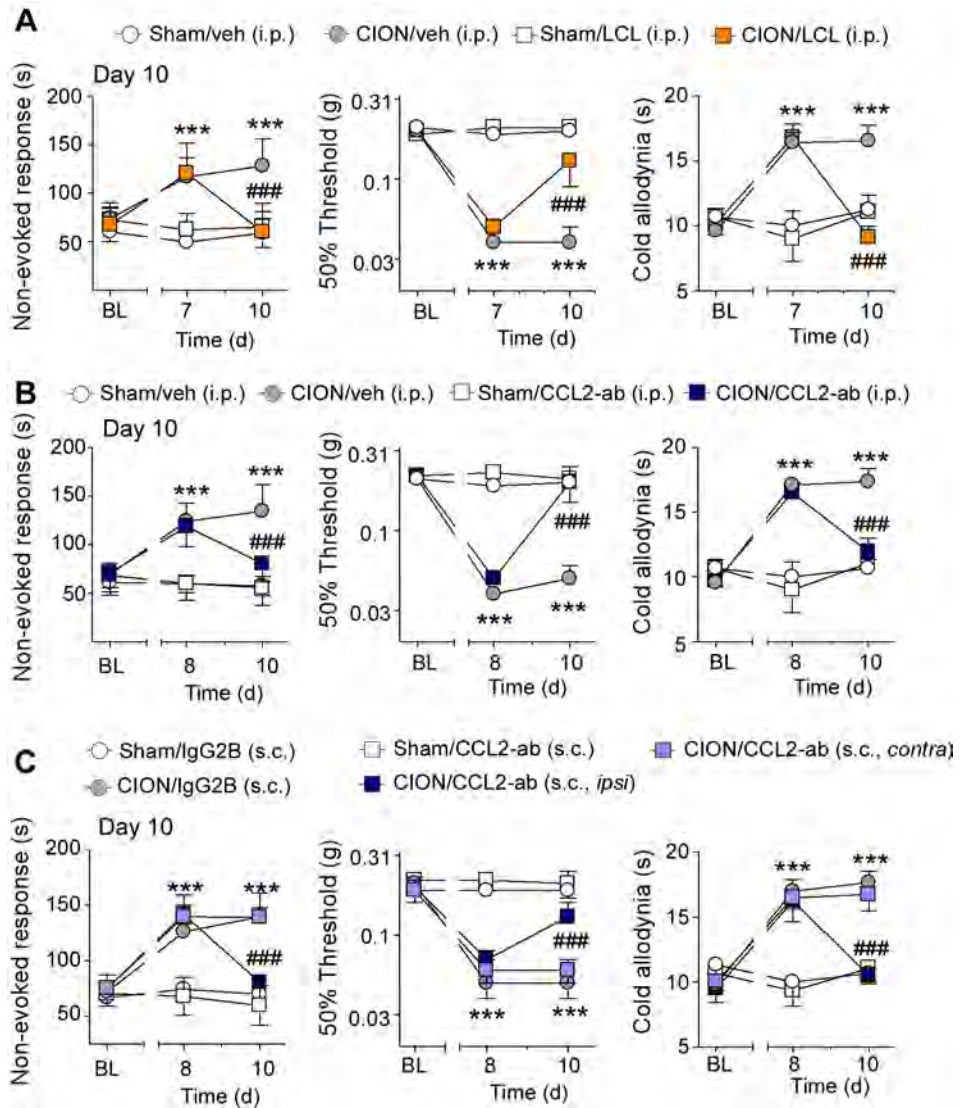 A
Sham/veh (i.p.) CION/veh (i.p.) Sham/LCL (i.p.) CION/LCL (i.p.)
Day 10
Non-evoked response (s)
200
150
100
50
*** ***
###
BL 7 10
Time (d)
50% Threshold (g)
0.31
0.1
0.03
###
*** ***
BL 7 10
Time (d)
Cold allodynia (s)
20
15
10
5
*** ***
###
BL 7 10
Time (d)
B
Sham/veh (i.p.) CION/veh (i.p.) Sham/CCL2-ab (i.p.) CION/CCL2-ab (i.p.)
Day 10
Non-evoked response (s)
200
150
100
50
*** ***
###
BL 8 10
Time (d)
50% Threshold (g)
0.31
0.1
0.03
###
*** ***
BL 8 10
Time (d)
Cold allodynia (s)
20
15
10
5
*** ***
###
BL 8 10
Time (d)
C
Sham/IgG2B (s.c.) Sham/CCL2-ab (s.c.) CION/CCL2-ab (s.c., contra)
CION/IgG2B (s.c.) CION/CCL2-ab (s.c., ipsi)
Day 10
Non-evoked response (s)
200
150
100
50
*** ***
###
BL 8 10
Time (d)
50% Threshold (g)
0.31
0.1
0.03
###
*** ***
BL 8 10
Time (d)
Cold allodynia (s)
20
15
10
5
*** ***
###
BL 8 10
Time (d)